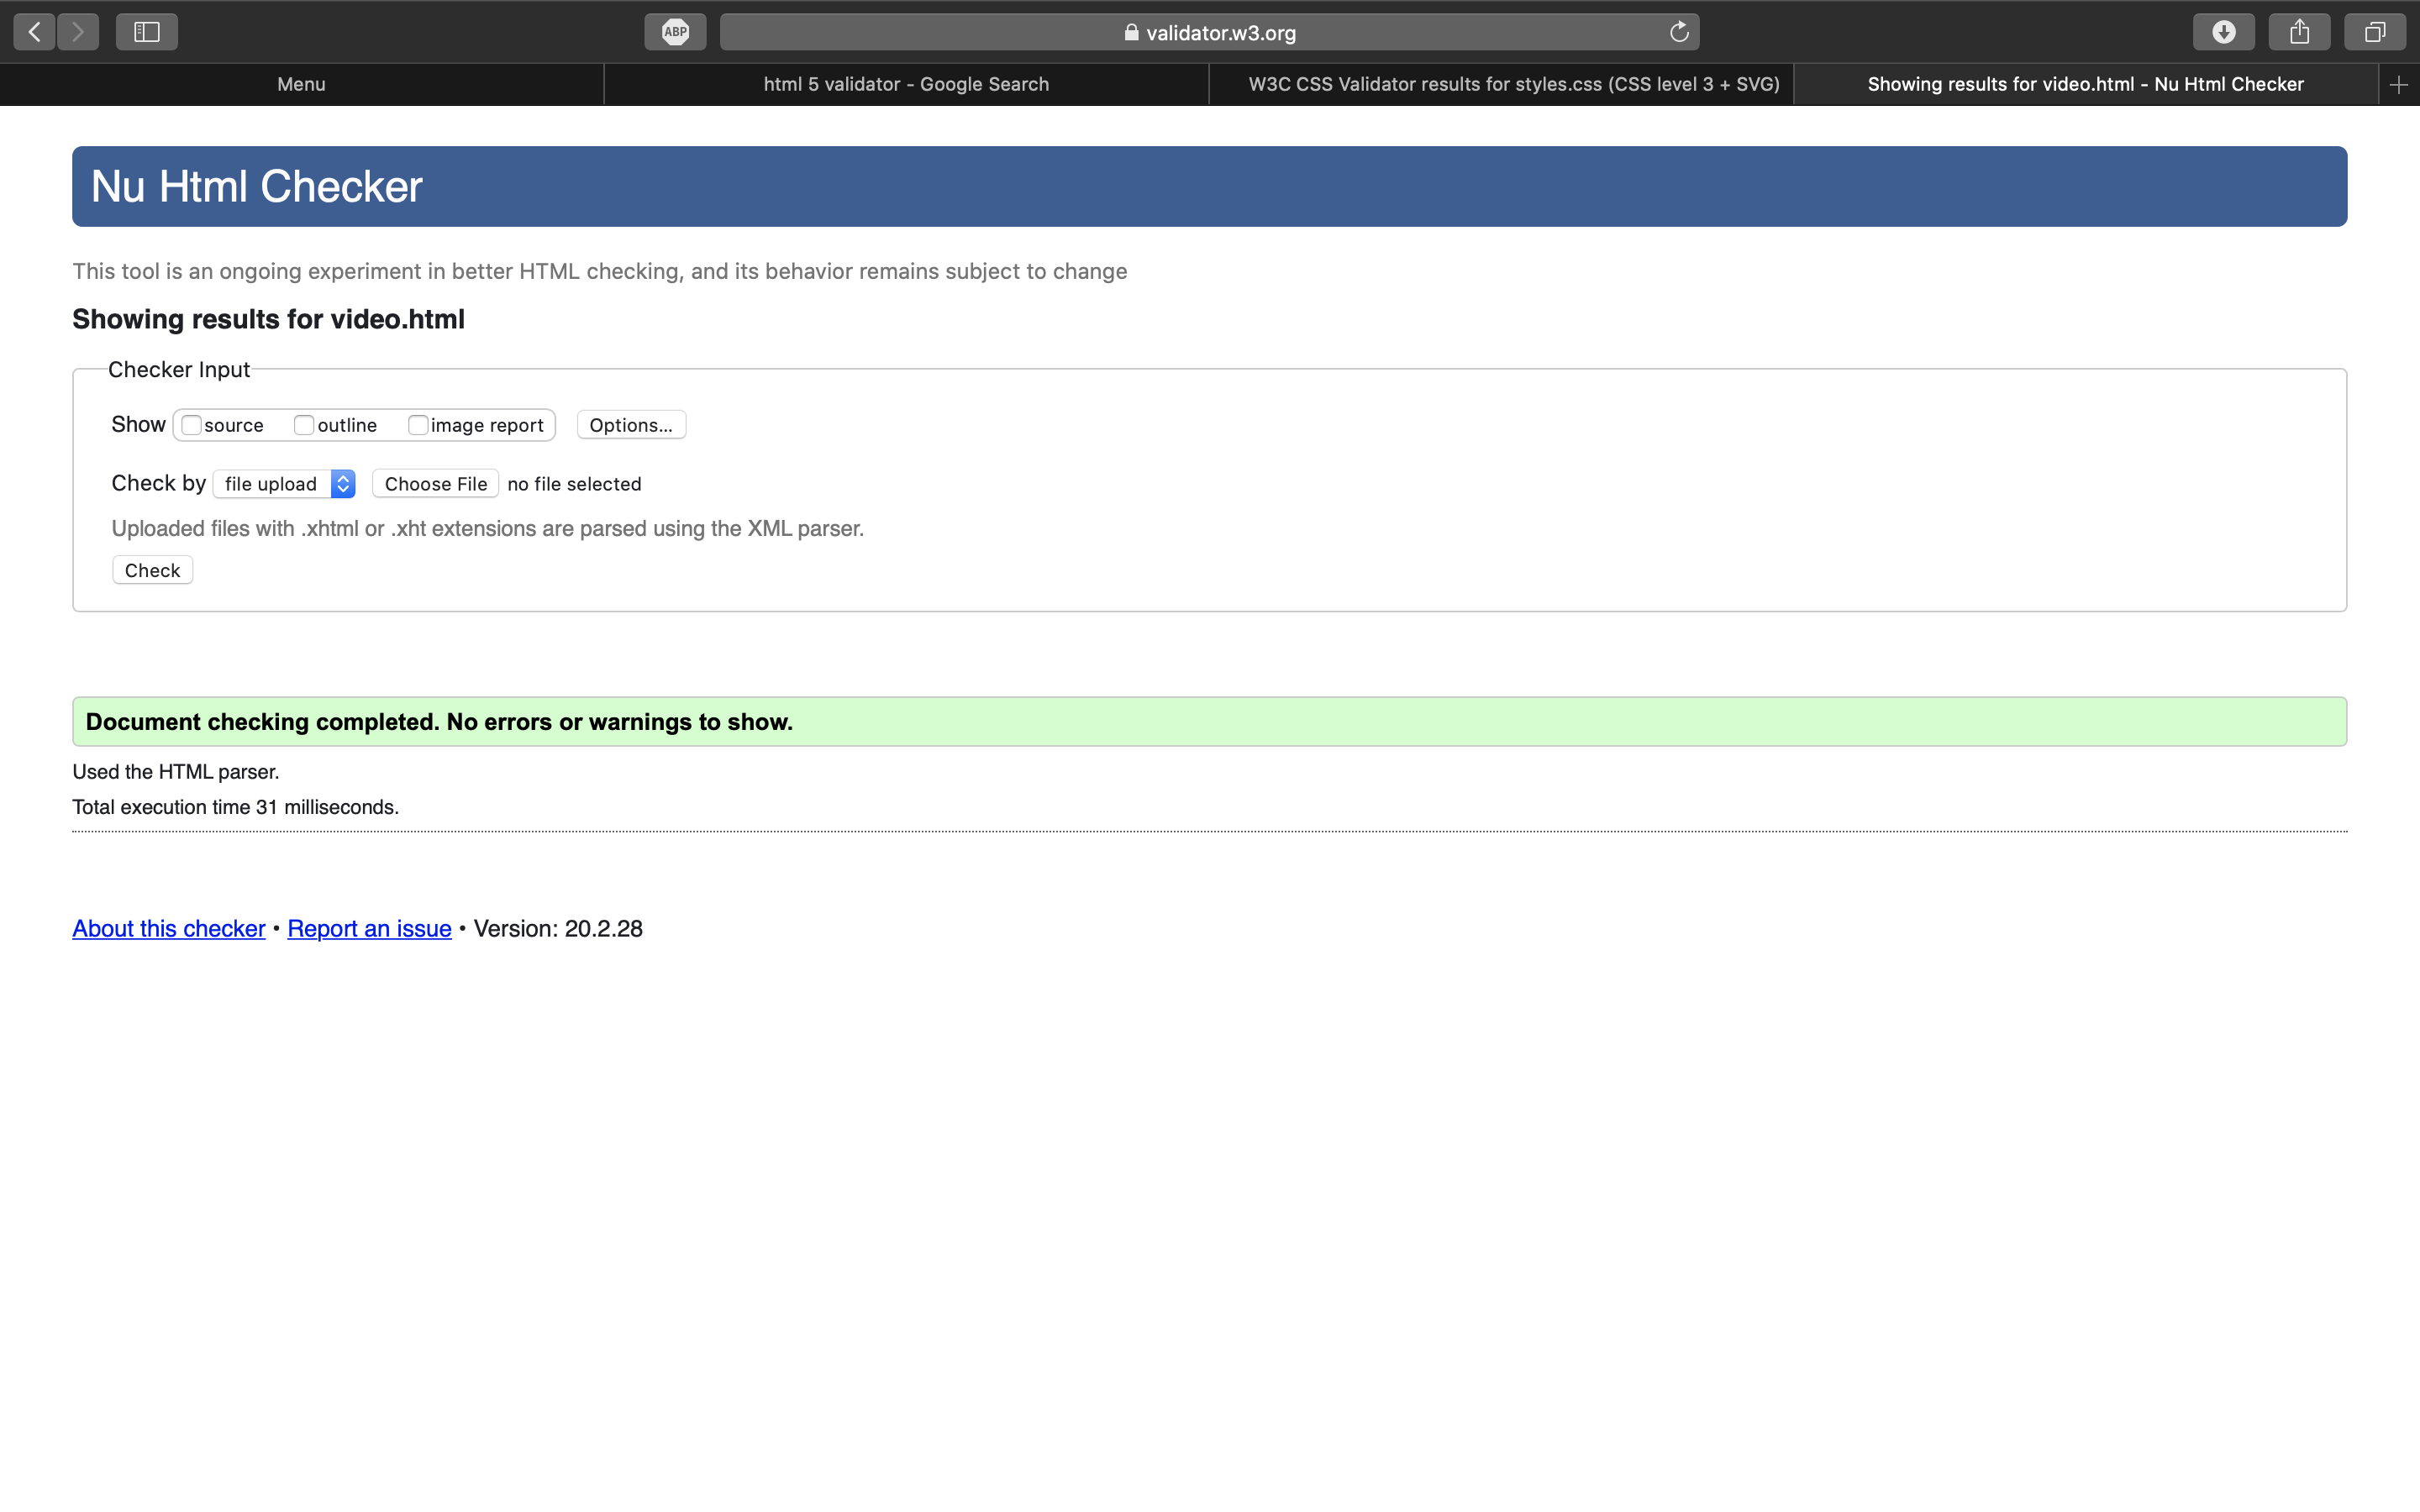 ABP
validator.w3.org
Menu
html 5 validator - Google Search
W3C CSS Validator results for styles.css (CSS level 3 + SVG)
Showing results for video.html - Nu Html Checker
Nu Html Checker
This tool is an ongoing experiment in better HTML checking, and its behavior remains subject to change
Showing results for video.html
Checker Input
Show source outline image report Options...
Check by file upload Choose File no file selected
Uploaded files with .xhtml or .xht extensions are parsed using the XML parser.
Check
Document checking completed. No errors or warnings to show.
Used the HTML parser.
Total execution time 31 milliseconds.
About this checker • Report an issue • Version: 20.2.28